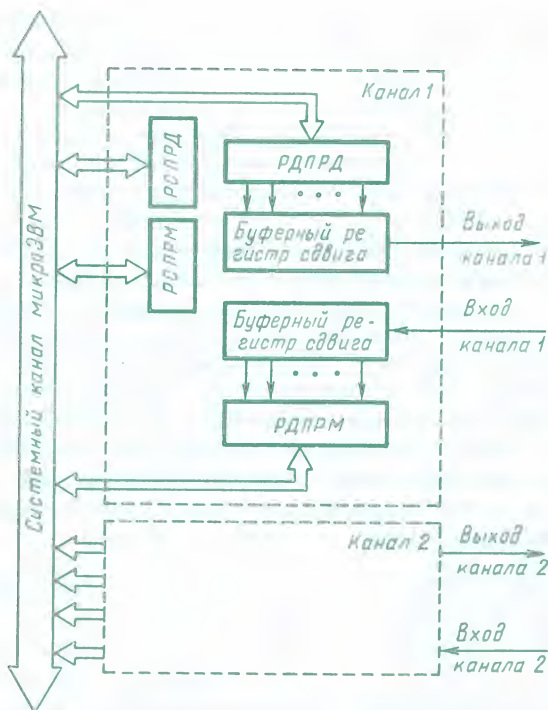 Системный канал микроЭВМ
Канал 1
РСПРД
РДПРД
Буферный ре-
гистр сдвига
Выход
канала 1
РСПРМ
Буферный ре-
гистр сдвига
Вход
канала 1
РДПРМ
Канал 2
Выход
канала 2
Вход
канала 2